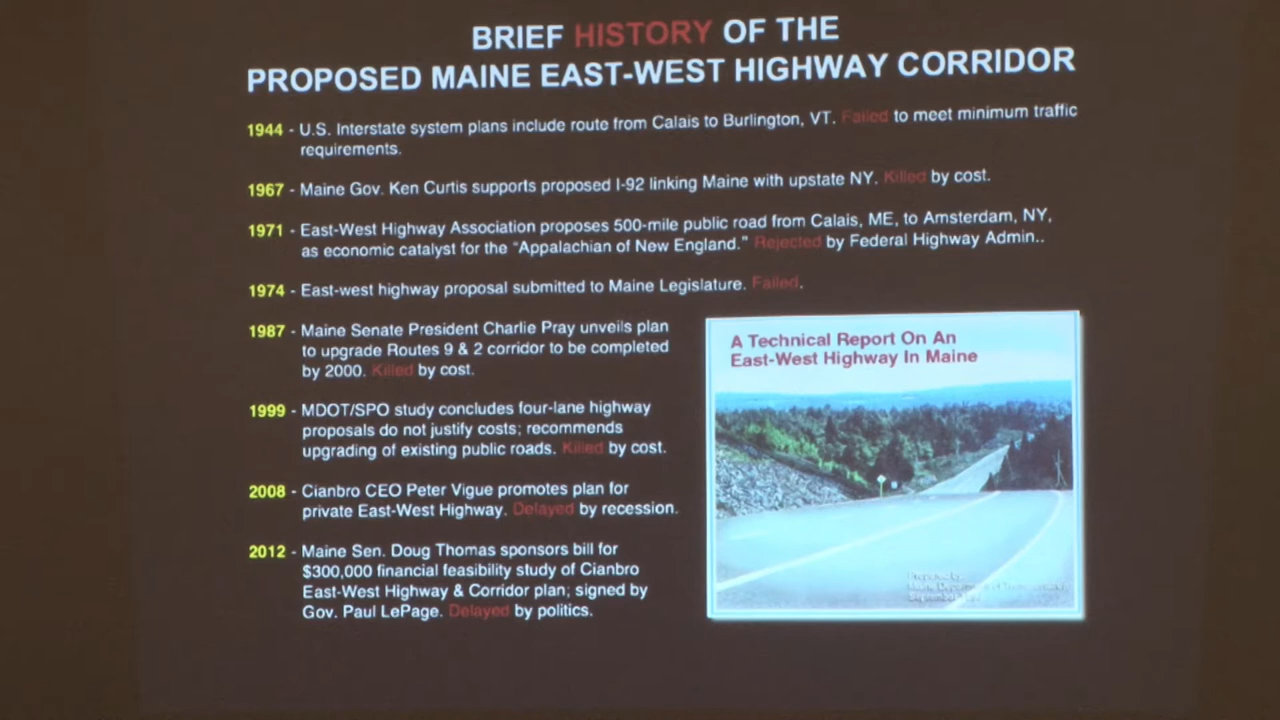 BRIEF HISTORY OF THE
PROPOSED MAINE EAST-WEST HIGHWAY CORRIDOR
1944 - U.S. Interstate system plans include route from Calais to Burlington, VT. Failed to meet minimum traffic
requirements.
1967 - Maine Gov. Ken Curtis supports proposed I-92 linking Maine with upstate NY. Killed by cost.
1971 - East-West Highway Association proposes 500-mile public road from Calais, ME, to Amsterdam, NY,
as economic catalyst for the "Appalachian of New England." Rejected by Federal Highway Admin..
1974 - East-west highway proposal submitted to Maine Legislature. Failed.
1987 - Maine Senate President Charlie Pray unveils plan
to upgrade Routes 9 & 2 corridor to be completed
by 2000. Killed by cost.
1999 - MDOT/SPO study concludes four-lane highway
proposals do not justify costs; recommends
upgrading of existing public roads. Killed by cost.
2008 - Cianbro CEO Peter Vigue promotes plan for
private East-West Highway. Delayed by recession.
2012 - Maine Sen. Doug Thomas sponsors bill for
$300,000 financial feasibility study of Cianbro
East-West Highway & Corridor plan; signed by
Gov. Paul LePage. Delayed by politics.
A Technical Report On An
East-West Highway In Maine
Prepared by
Maine Department of
September